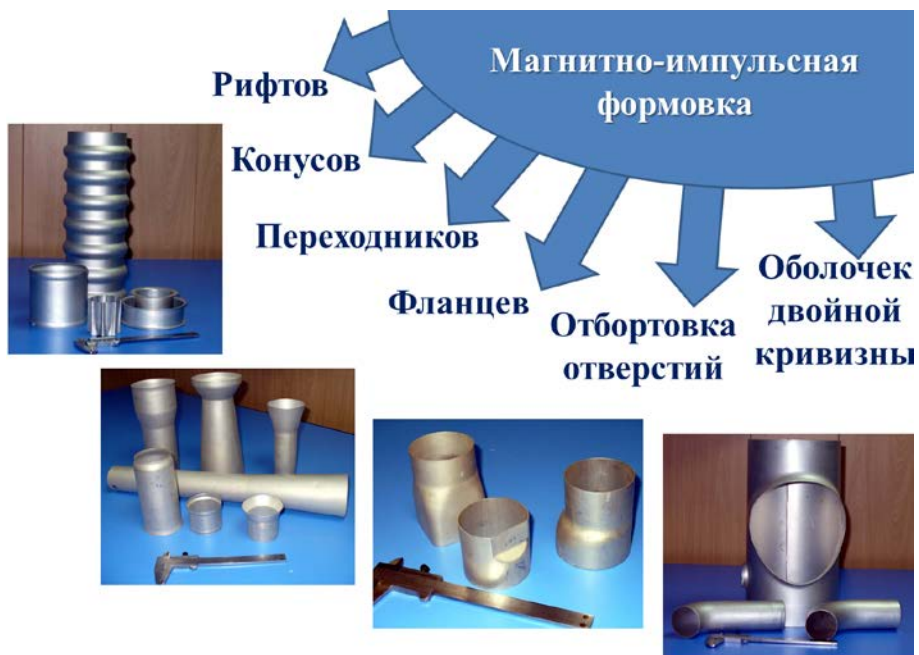 Магнитно-импульсная
формовка
Рифтов
Конусов
Переходников
Фланцев
Отбортовка
отверстий
Оболочек
двойной
кривизны